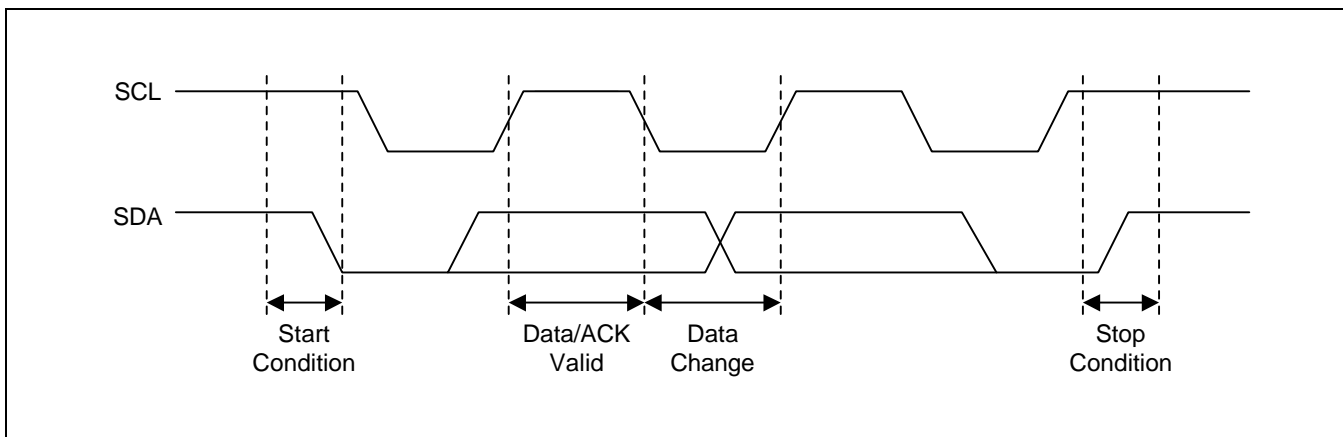 SCL
SDA
Start
Condition
Data/ACK
Valid
Data
Change
Stop
Condition